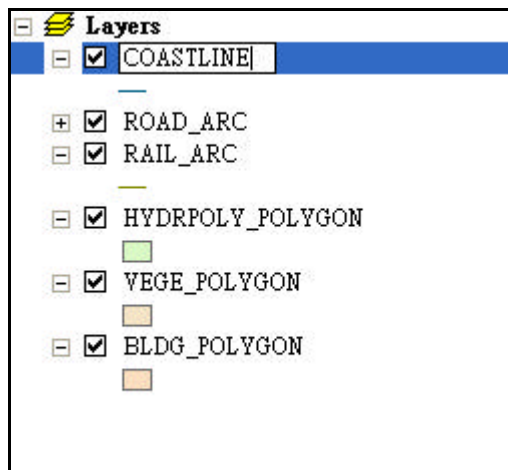 Layers
COASTLINE
ROAD_ARC
RAIL_ARC
HYDRPOLY_POLYGON
VEGE_POLYGON
BLDG_POLYGON